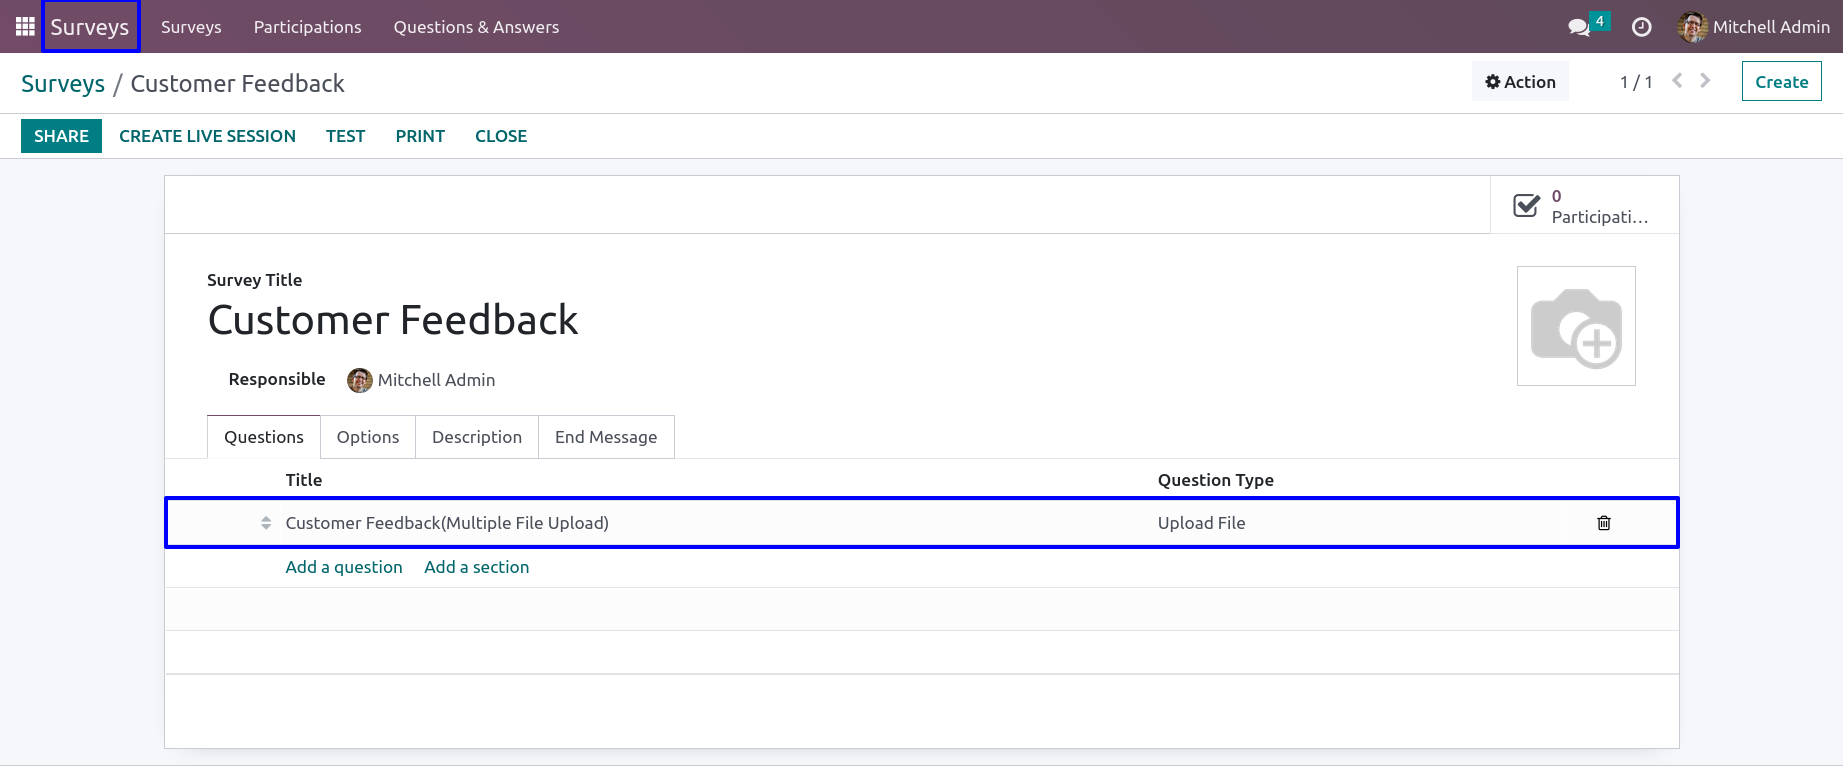 Surveys Surveys Participations Questions & Answers 4 Mitchell Admin
Surveys / Customer Feedback Action 1 / 1 Create
SHARE CREATE LIVE SESSION TEST PRINT CLOSE
0
Participati...
Survey Title
Customer Feedback
Responsible Mitchell Admin
Questions Options Description End Message
Title Question Type
Customer Feedback(Multiple File Upload) Upload File
Add a question Add a section